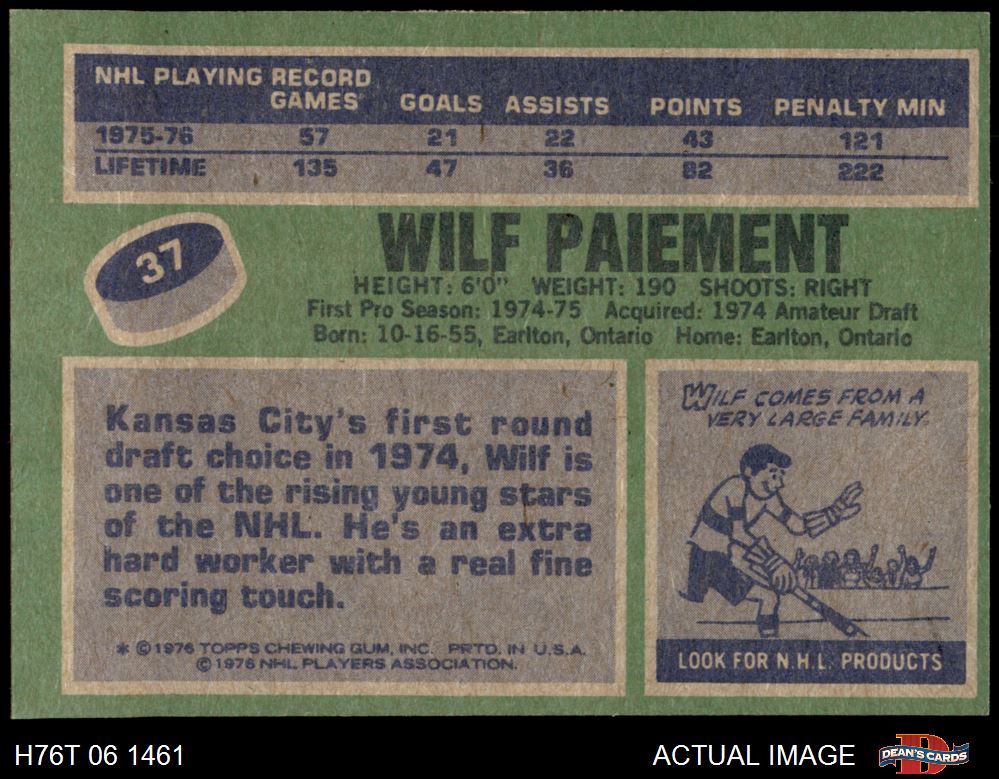 NHL PLAYING RECORD
GAMES GOALS ASSISTS POINTS PENALTY MIN
1975-76 57 21 22 43 121
LIFETIME 135 47 36 82 222
37
WILF PAIEMENT
HEIGHT: 6'0" WEIGHT: 190 SHOOTS: RIGHT
First Pro Season: 1974-75 Acquired: 1974 Amateur Draft
Born: 10-16-55, Earlton, Ontario Home: Earlton, Ontario
Kansas City's first round
draft choice in 1974, Wilf is
one of the rising young stars
of the NHL. He's an extra
hard worker with a real fine
scoring touch.
* © 1976 TOPPS CHEWING GUM, INC. PRTD. IN U.S.A.
© 1976 NHL PLAYERS ASSOCIATION.
WILF COMES FROM A
VERY LARGE FAMILY.
LOOK FOR N.H.L. PRODUCTS
H76T 06 1461
ACTUAL IMAGE
DEAN'S CARDS